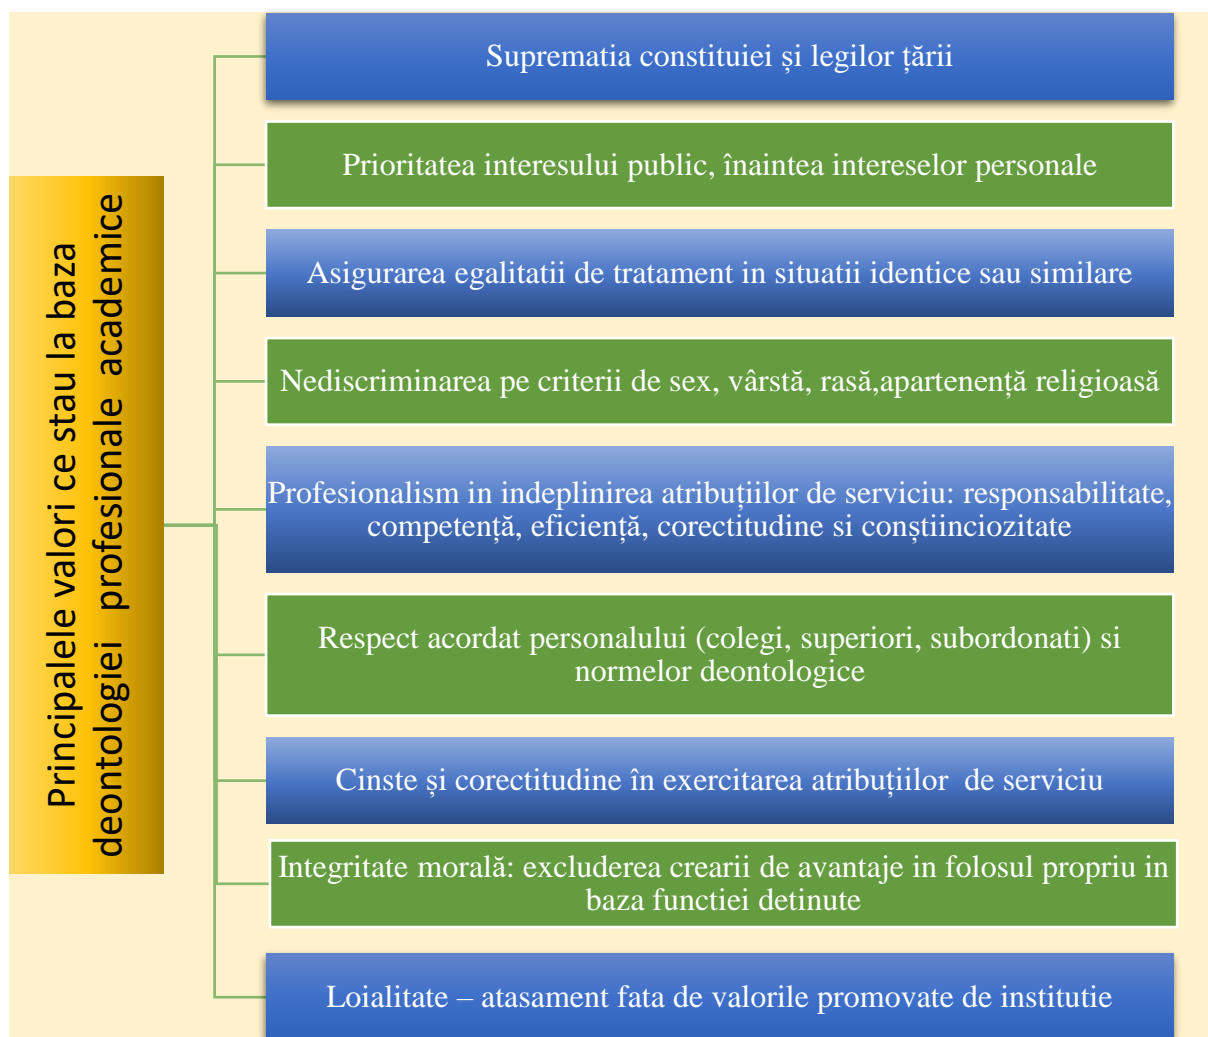 Principalele valori ce stau la baza
deontologiei profesionale academice
Suprematia constituiei și legilor țării
Prioritatea interesului public, înaintea intereselor personale
Asigurarea egalitatii de tratament in situatii identice sau similare
Nediscriminarea pe criterii de sex, vârstă, rasă,apartenență religioasă
Profesionalism in indeplinirea atribuțiilor de serviciu: responsabilitate,
competență, eficiență, corectitudine si conștiinciozitate
Respect acordat personalului (colegi, superiori, subordonati) si
normelor deontologice
Cinste și corectitudine în exercitarea atribuțiilor de serviciu
Integritate morală: excluderea crearii de avantaje in folosul propriu in
baza functiei detinute
Loialitate – atasament fata de valorile promovate de institutie